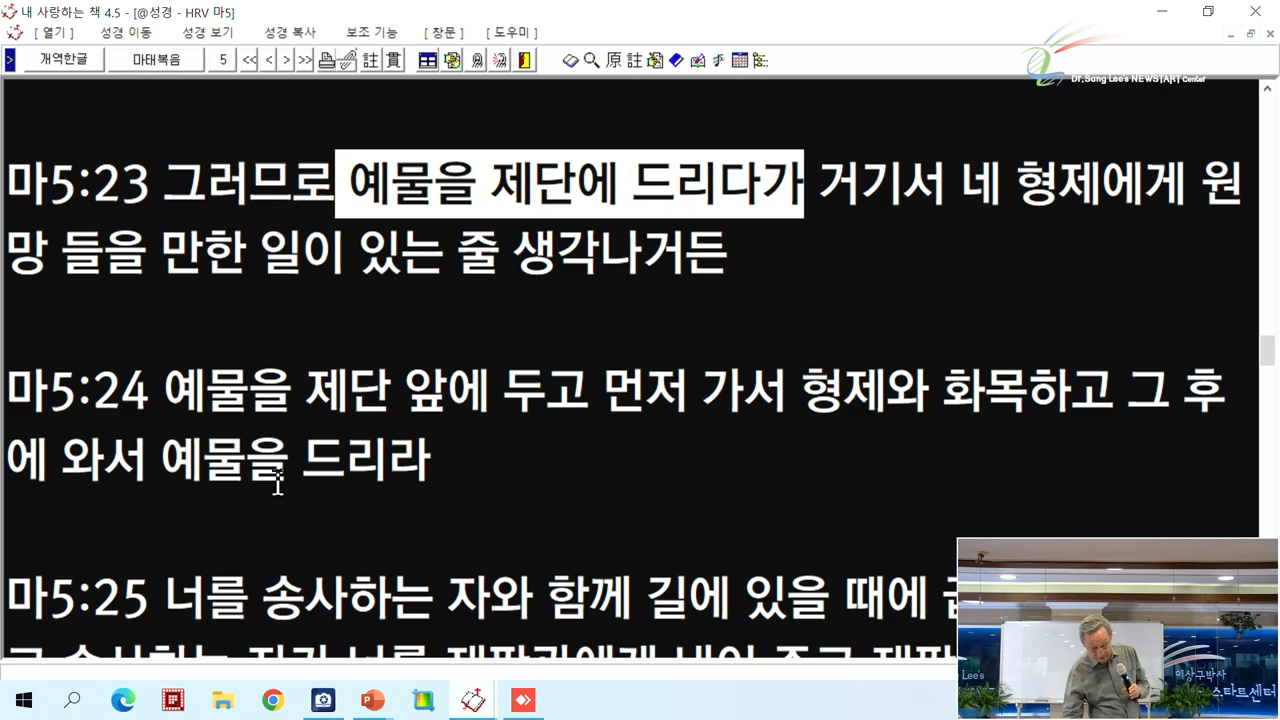 내 사랑하는 책 4.5 - [@성경 - HRV 마5]
[ 열기 ] 성경 이동 성경 보기 성경 복사 보조 기능 [ 창문 ] [ 도우미 ]
개역한글 마태복음 5 << < > >> 註 貫 原 註
Dr.Sang Lee's NEWSTART Center
마5:23 그러므로 예물을 제단에 드리다가 거기서 네 형제에게 원
망 들을 만한 일이 있는 줄 생각나거든
마5:24 예물을 제단 앞에 두고 먼저 가서 형제와 화목하고 그 후
에 와서 예물을 드리라
마5:25 너를 송사하는 자와 함께 길에 있을 때에
Lee's
이상구박사
스타트센터